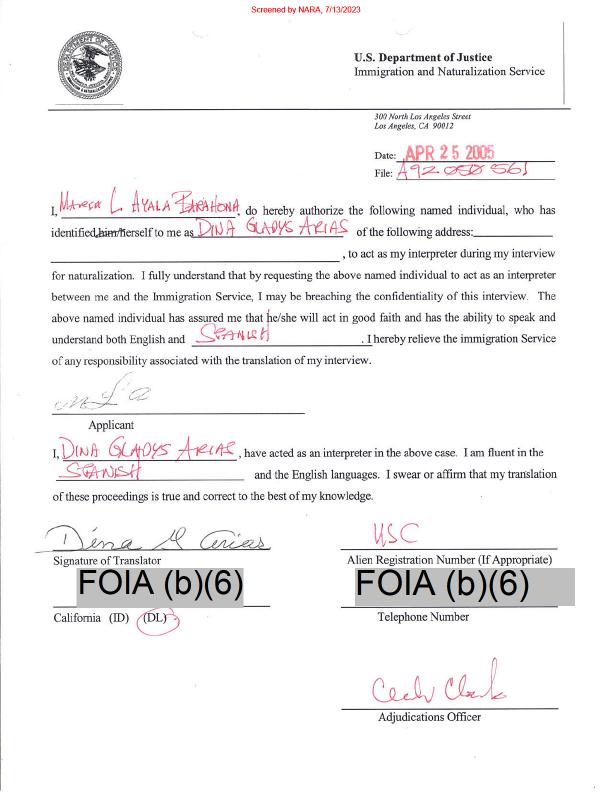 Screened by NARA, 7/13/2023
U.S. Department of Justice
Immigration and Naturalization Service
300 North Los Angeles Street
Los Angeles, CA 90012
Date: APR 25 2005
File: A92 050 561
I, MARTA L. AYALA BARAHONA, do hereby authorize the following named individual, who has
identified him/herself to me as DINA GLADYS ARIAS of the following address:
, to act as my interpreter during my interview
for naturalization. I fully understand that by requesting the above named individual to act as an interpreter
between me and the Immigration Service, I may be breaching the confidentiality of this interview. The
above named individual has assured me that he/she will act in good faith and has the ability to speak and
understand both English and SPANISH . I hereby relieve the immigration Service
of any responsibility associated with the translation of my interview.
Applicant
I, DINA GLADYS ARIAS, have acted as an interpreter in the above case. I am fluent in the
SPANISH and the English languages. I swear or affirm that my translation
of these proceedings is true and correct to the best of my knowledge.
Dina G Arias USC
Signature of Translator Alien Registration Number (If Appropriate)
FOIA (b)(6) FOIA (b)(6)
California (ID) (DL) Telephone Number
Adjudications Officer